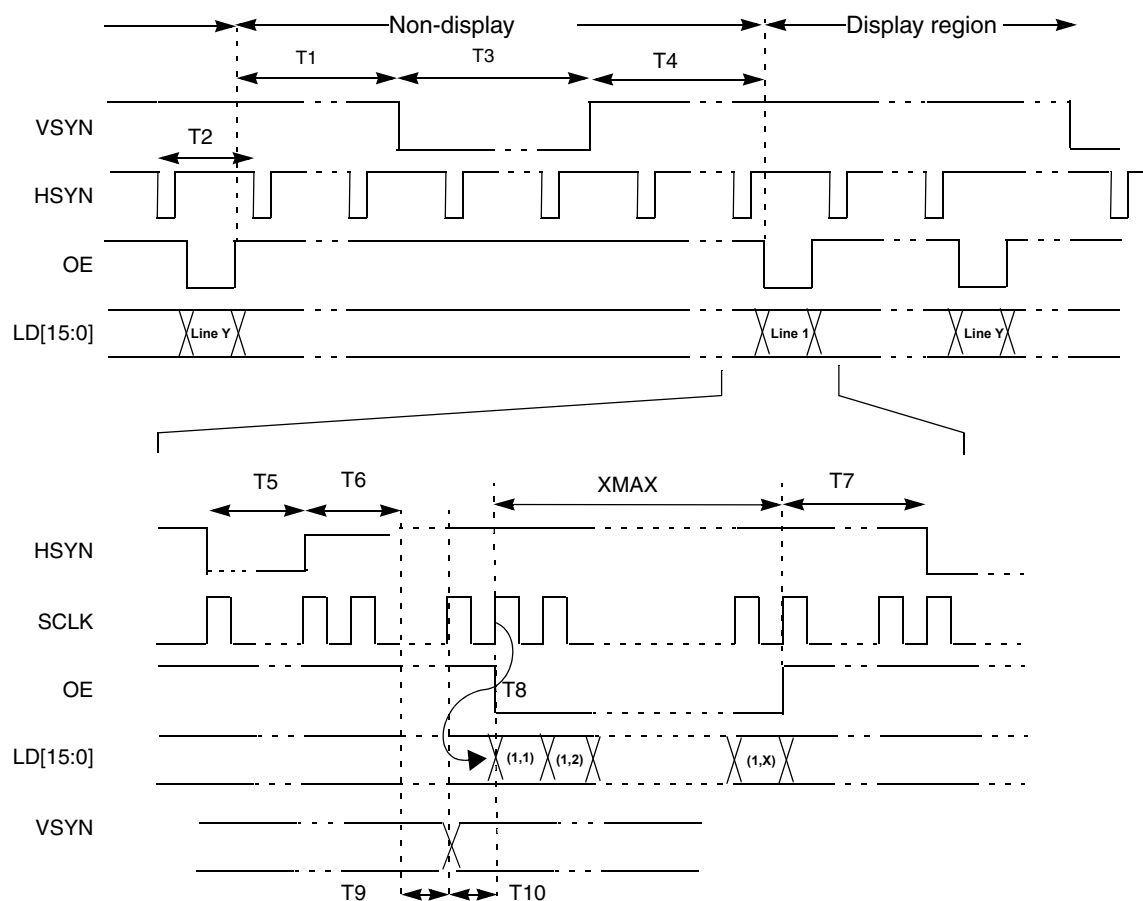 Non-display
Display region
T1
T3
T4
VSYN
T2
HSYN
OE
LD[15:0]
Line Y
Line 1
Line Y
T5
T6
XMAX
T7
HSYN
SCLK
OE
T8
LD[15:0]
(1,1)
(1,2)
(1,X)
VSYN
T9
T10